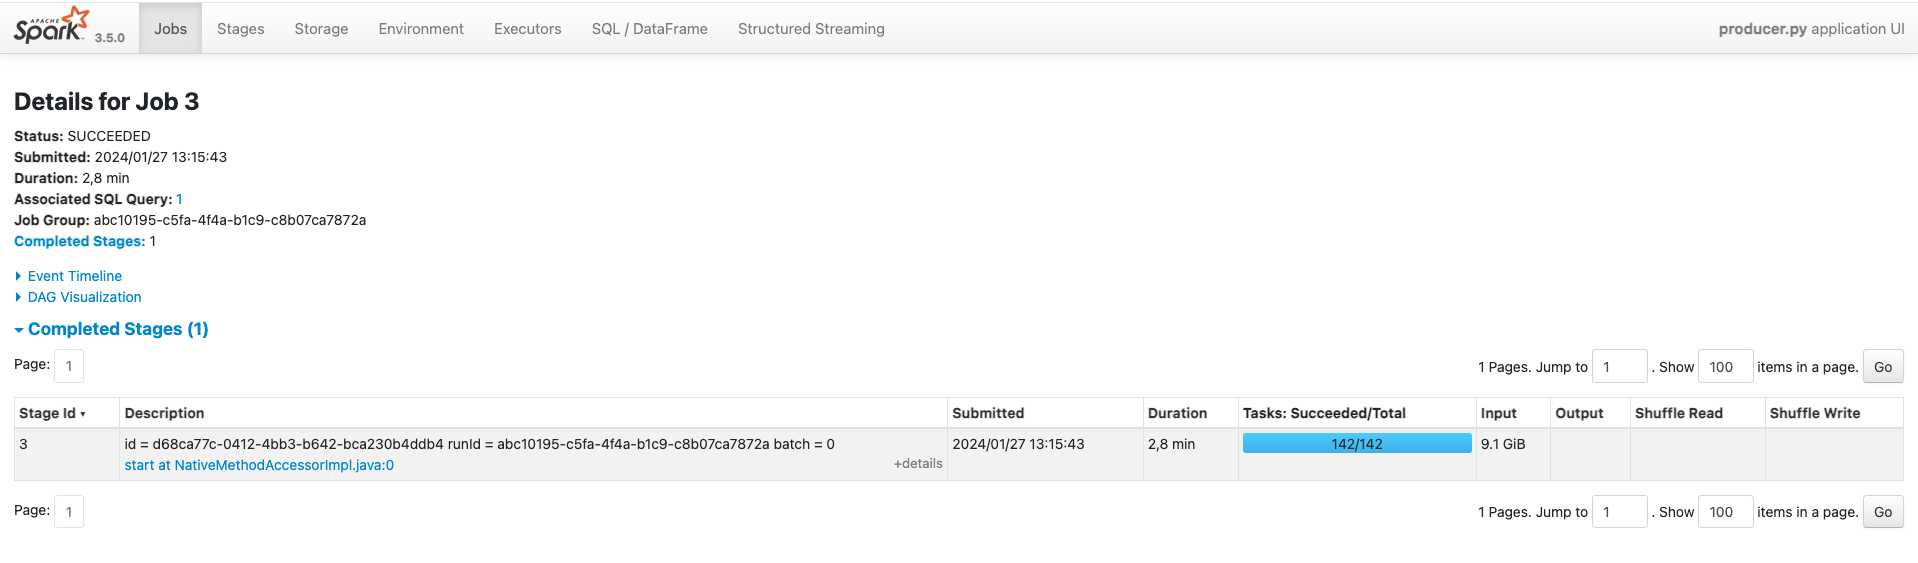 APACHE Spark 3.5.0 Jobs Stages Storage Environment Executors SQL / DataFrame Structured Streaming producer.py application UI
Details for Job 3
Status: SUCCEEDED
Submitted: 2024/01/27 13:15:43
Duration: 2,8 min
Associated SQL Query: 1
Job Group: abc10195-c5fa-4f4a-b1c9-c8b07ca7872a
Completed Stages: 1
Event Timeline
DAG Visualization
Completed Stages (1)
Page: 1 1 Pages. Jump to 1 . Show 100 items in a page. Go
Stage Id Description Submitted Duration Tasks: Succeeded/Total Input Output Shuffle Read Shuffle Write
3 id = d68ca77c-0412-4bb3-b642-bca230b4ddb4 runId = abc10195-c5fa-4f4a-b1c9-c8b07ca7872a batch = 0 2024/01/27 13:15:43 2,8 min 142/142 9.1 GiB
start at NativeMethodAccessorImpl.java:0 +details
Page: 1 1 Pages. Jump to 1 . Show 100 items in a page. Go